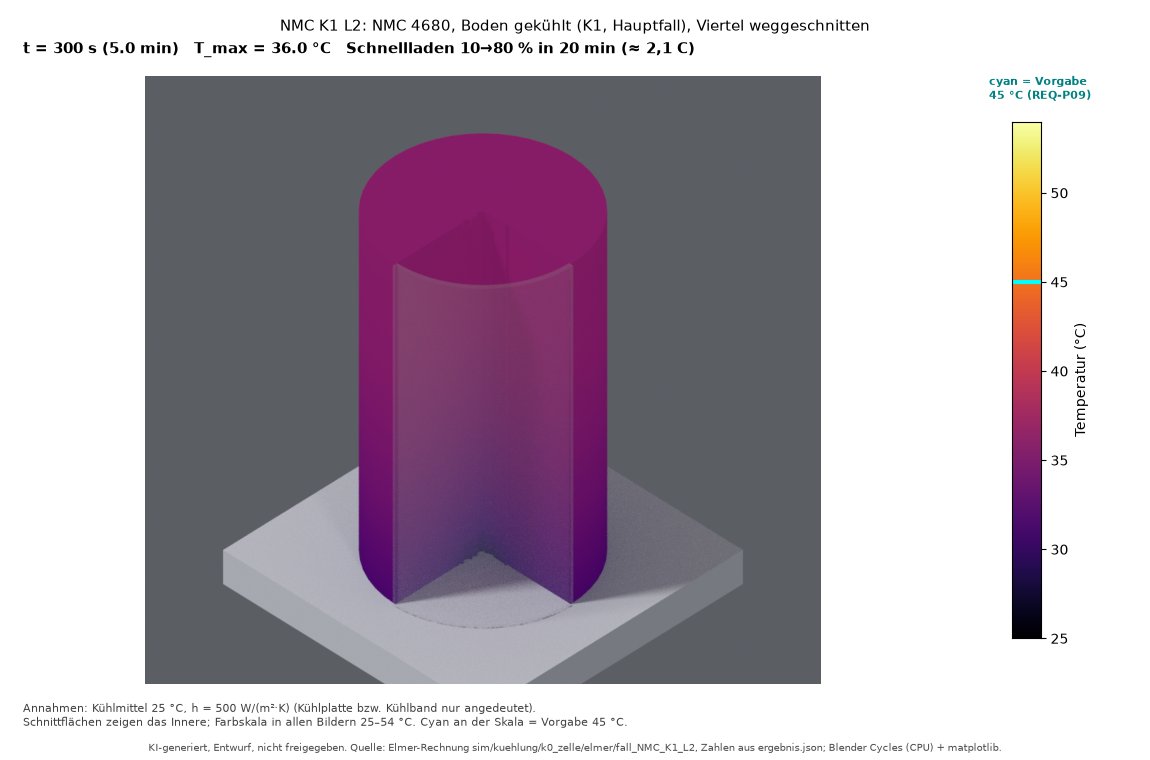 NMC K1 L2: NMC 4680, Boden gekühlt (K1, Hauptfall), Viertel weggeschnitten
t = 300 s (5.0 min)   T_max = 36.0 °C   Schnellladen 10→80 % in 20 min (≈ 2,1 C)
cyan = Vorgabe
45 °C (REQ-P09)
50
45
40
35
30
25
Temperatur (°C)
Annahmen: Kühlmittel 25 °C, h = 500 W/(m²·K) (Kühlplatte bzw. Kühlband nur angedeutet).
Schnittflächen zeigen das Innere; Farbskala in allen Bildern 25–54 °C. Cyan an der Skala = Vorgabe 45 °C.
KI-generiert, Entwurf, nicht freigegeben. Quelle: Elmer-Rechnung sim/kuehlung/k0_zelle/elmer/fall_NMC_K1_L2, Zahlen aus ergebnis.json; Blender Cycles (CPU) + matplotlib.